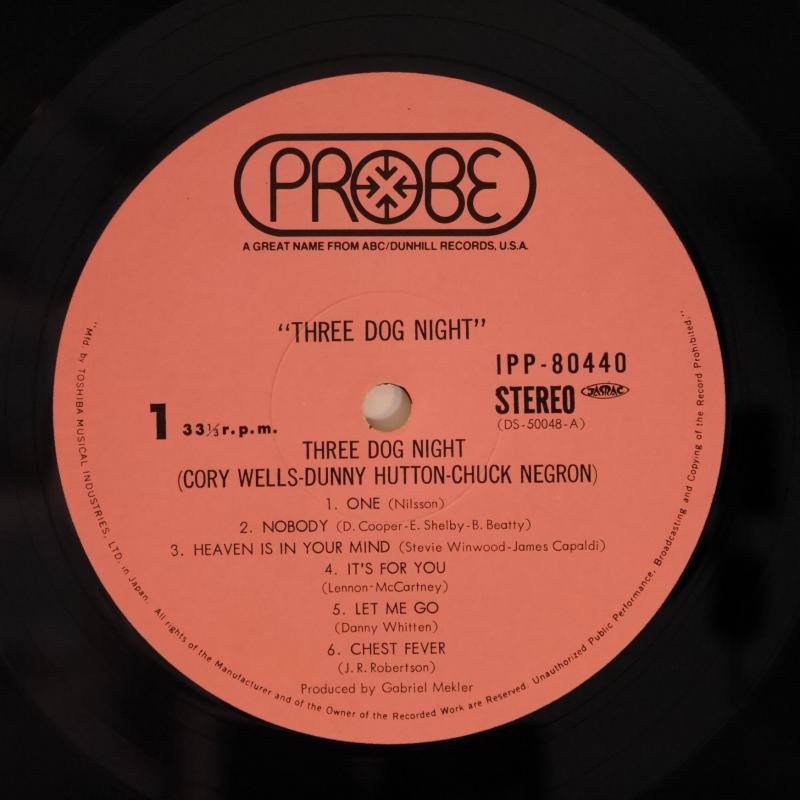 PROBE
A GREAT NAME FROM ABC/DUNHILL RECORDS, U.S.A.
"THREE DOG NIGHT"
IPP-80440
STEREO JASRAC
(DS-50048-A)
1 33⅓ r.p.m.
THREE DOG NIGHT
(CORY WELLS-DUNNY HUTTON-CHUCK NEGRON)
1. ONE (Nilsson)
2. NOBODY (D. Cooper-E. Shelby-B. Beatty)
3. HEAVEN IS IN YOUR MIND (Stevie Winwood-James Capaldi)
4. IT'S FOR YOU
(Lennon-McCartney)
5. LET ME GO
(Danny Whitten)
6. CHEST FEVER
(J. R. Robertson)
Produced by Gabriel Mekler
"Mfd. by TOSHIBA MUSICAL INDUSTRIES, LTD. in Japan. All rights of the Manufacturer and of the Owner of the Recorded Work are Reserved. Unauthorized Public Performance, Broadcasting and Copying of the Record Prohibited."